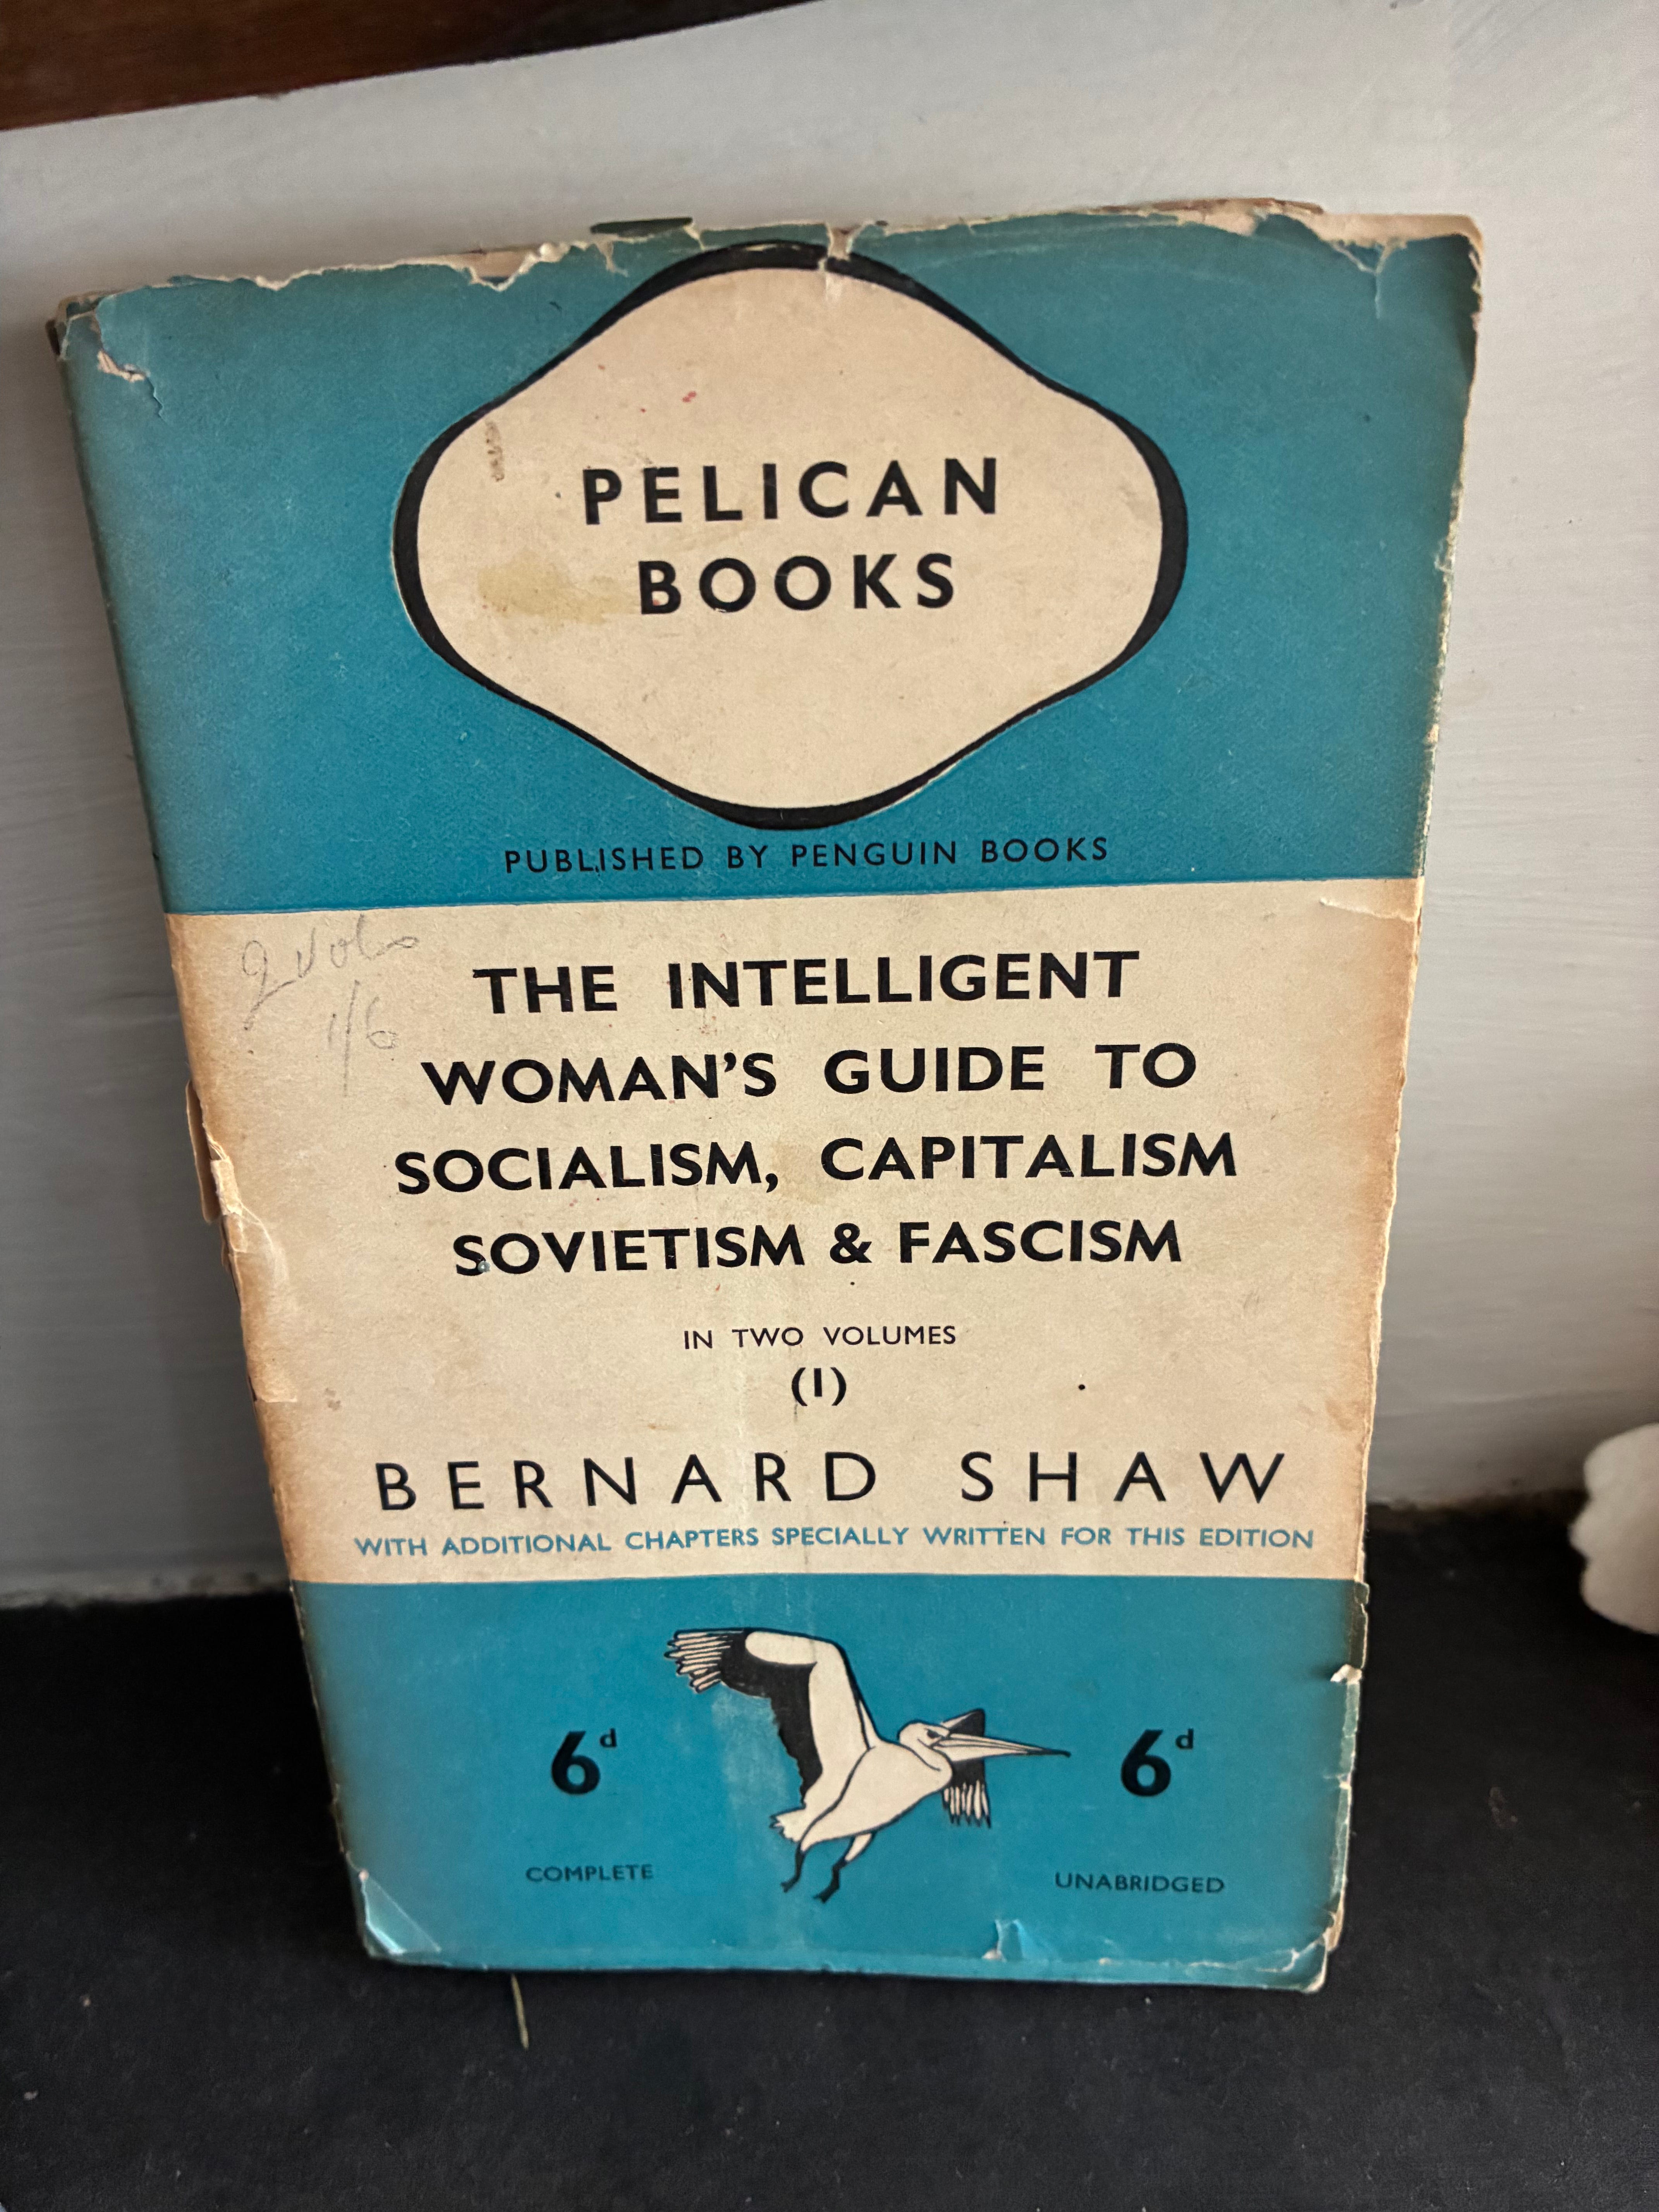 PELICAN
BOOKS
PUBLISHED BY PENGUIN BOOKS
2 vols
1/6
THE INTELLIGENT
WOMAN'S GUIDE TO
SOCIALISM, CAPITALISM
SOVIETISM & FASCISM
IN TWO VOLUMES
(I)
BERNARD SHAW
WITH ADDITIONAL CHAPTERS SPECIALLY WRITTEN FOR THIS EDITION
6d 6d
COMPLETE UNABRIDGED